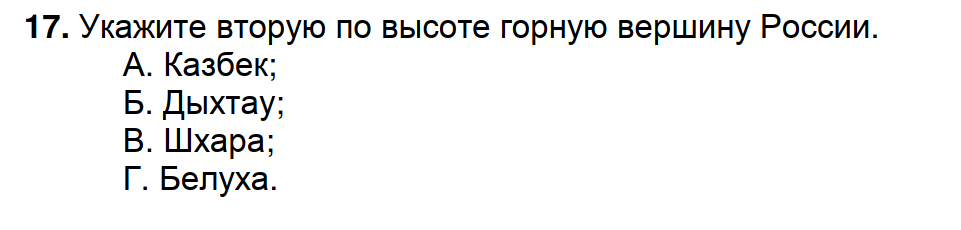 17. Укажите вторую по высоте горную вершину России.
А. Казбек;
Б. Дыхтау;
В. Шхара;
Г. Белуха.